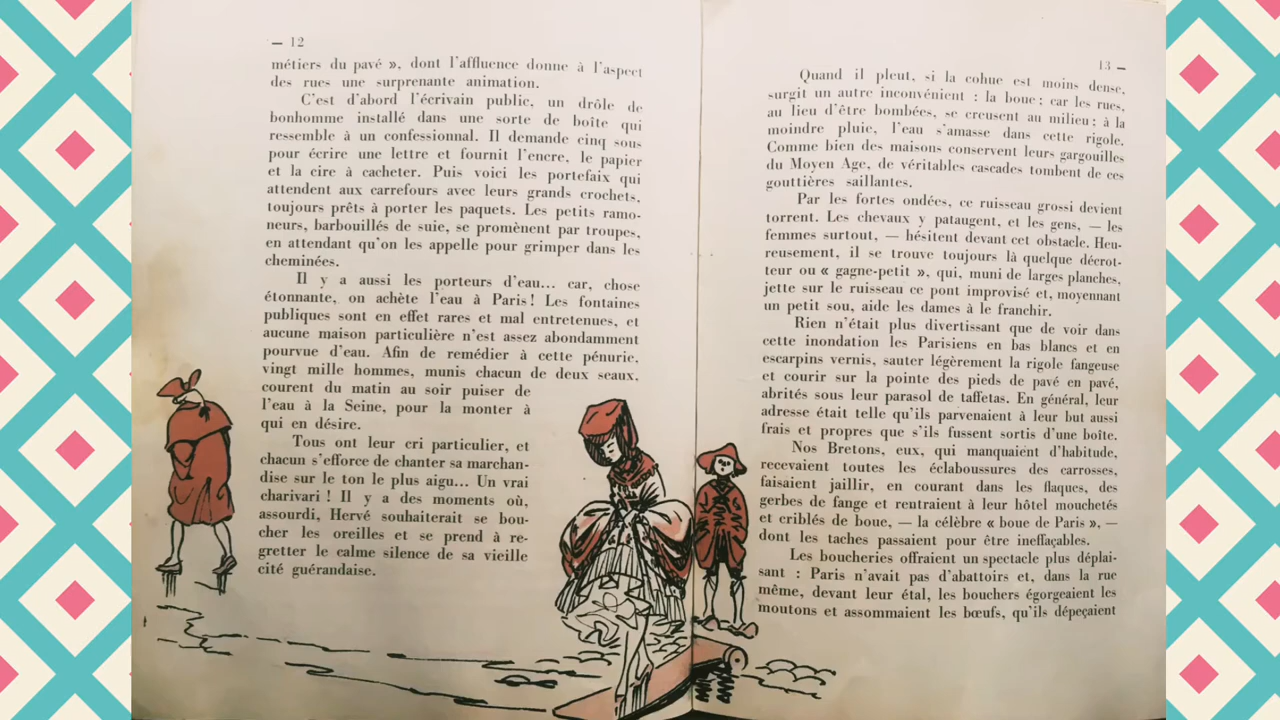 — 12
métiers du pavé », dont l'affluence donne à l'aspect
des rues une surprenante animation.
C'est d'abord l'écrivain public, un drôle de
bonhomme installé dans une sorte de boîte qui
ressemble à un confessionnal. Il demande cinq sous
pour écrire une lettre et fournit l'encre, le papier
et la cire à cacheter. Puis voici les portefaix qui
attendent aux carrefours avec leurs grands crochets,
toujours prêts à porter les paquets. Les petits ramo-
neurs, barbouillés de suie, se promènent par troupes,
en attendant qu'on les appelle pour grimper dans les
cheminées.
Il y a aussi les porteurs d'eau... car, chose
étonnante, on achète l'eau à Paris! Les fontaines
publiques sont en effet rares et mal entretenues, et
aucune maison particulière n'est assez abondamment
pourvue d'eau. Afin de remédier à cette pénurie,
vingt mille hommes, munis chacun de deux seaux,
courent du matin au soir puiser de
l'eau à la Seine, pour la monter à
qui en désire.
Tous ont leur cri particulier, et
chacun s'efforce de chanter sa marchan-
dise sur le ton le plus aigu... Un vrai
charivari ! Il y a des moments où,
assourdi, Hervé souhaiterait se bou-
cher les oreilles et se prend à re-
gretter le calme silence de sa vieille
cité guérandaise.
13 —
Quand il pleut, si la cohue est moins dense,
surgit un autre inconvénient : la boue; car les rues,
au lieu d'être bombées, se creusent au milieu; à la
moindre pluie, l'eau s'amasse dans cette rigole.
Comme bien des maisons conservent leurs gargouilles
du Moyen Age, de véritables cascades tombent de ces
gouttières saillantes.
Par les fortes ondées, ce ruisseau grossi devient
torrent. Les chevaux y pataugent, et les gens, — les
femmes surtout, — hésitent devant cet obstacle. Heu-
reusement, il se trouve toujours là quelque décrot-
teur ou « gagne-petit », qui, muni de larges planches,
jette sur le ruisseau ce pont improvisé et, moyennant
un petit sou, aide les dames à le franchir.
Rien n'était plus divertissant que de voir dans
cette inondation les Parisiens en bas blancs et en
escarpins vernis, sauter légèrement la rigole fangeuse
et courir sur la pointe des pieds de pavé en pavé,
abrités sous leur parasol de taffetas. En général, leur
adresse était telle qu'ils parvenaient à leur but aussi
frais et propres que s'ils fussent sortis d'une boîte.
Nos Bretons, eux, qui manquaient d'habitude,
recevaient toutes les éclaboussures des carrosses,
faisaient jaillir, en courant dans les flaques, des
gerbes de fange et rentraient à leur hôtel mouchetés
et criblés de boue, — la célèbre « boue de Paris », —
dont les taches passaient pour être ineffaçables.
Les boucheries offraient un spectacle plus déplai-
sant : Paris n'avait pas d'abattoirs et, dans la rue
même, devant leur étal, les bouchers égorgeaient les
moutons et assommaient les bœufs, qu'ils dépeçaient